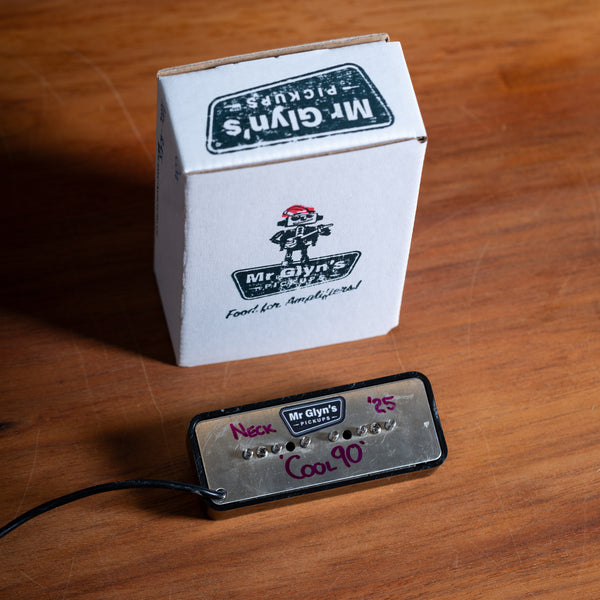 Mr Glyn's
PICKUPS
Mr Glyn's
PICKUPS
Food for Amplifiers!
Mr Glyn's
PICKUPS
NECK
'25
'COOL 90'